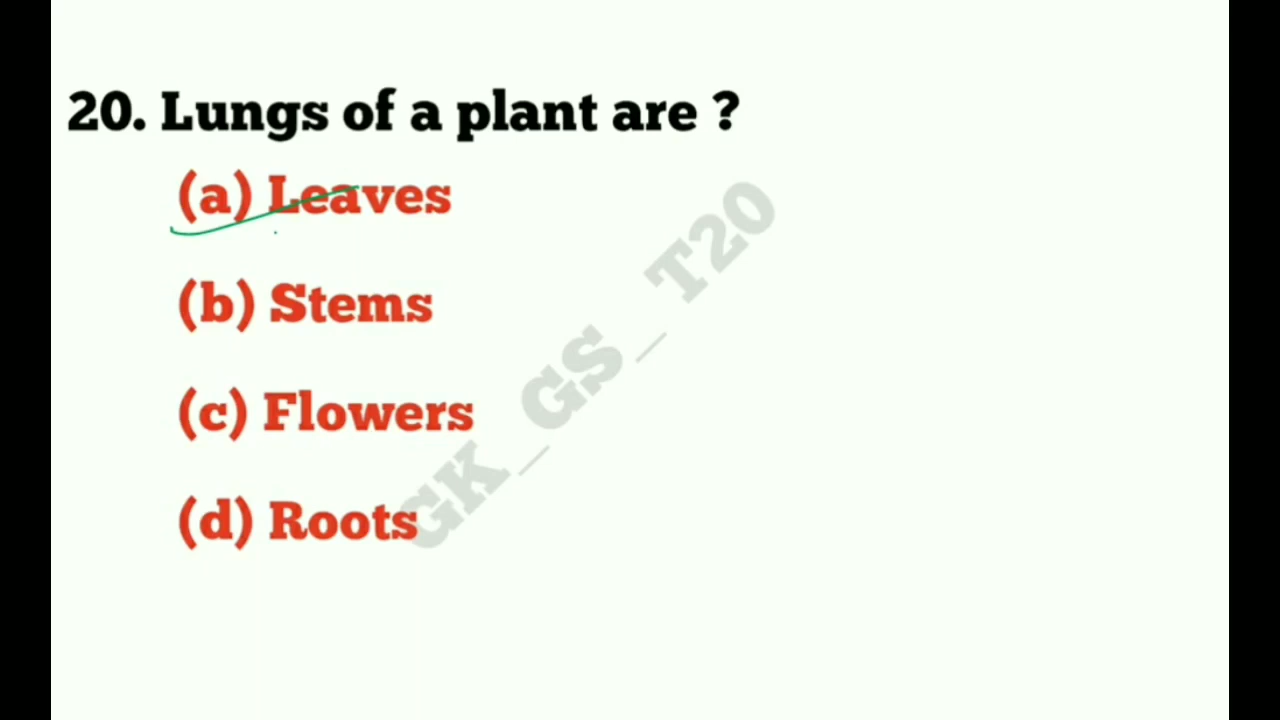 20. Lungs of a plant are ?
(a) Leaves
(b) Stems
(c) Flowers
(d) Roots
GK_GS_T20